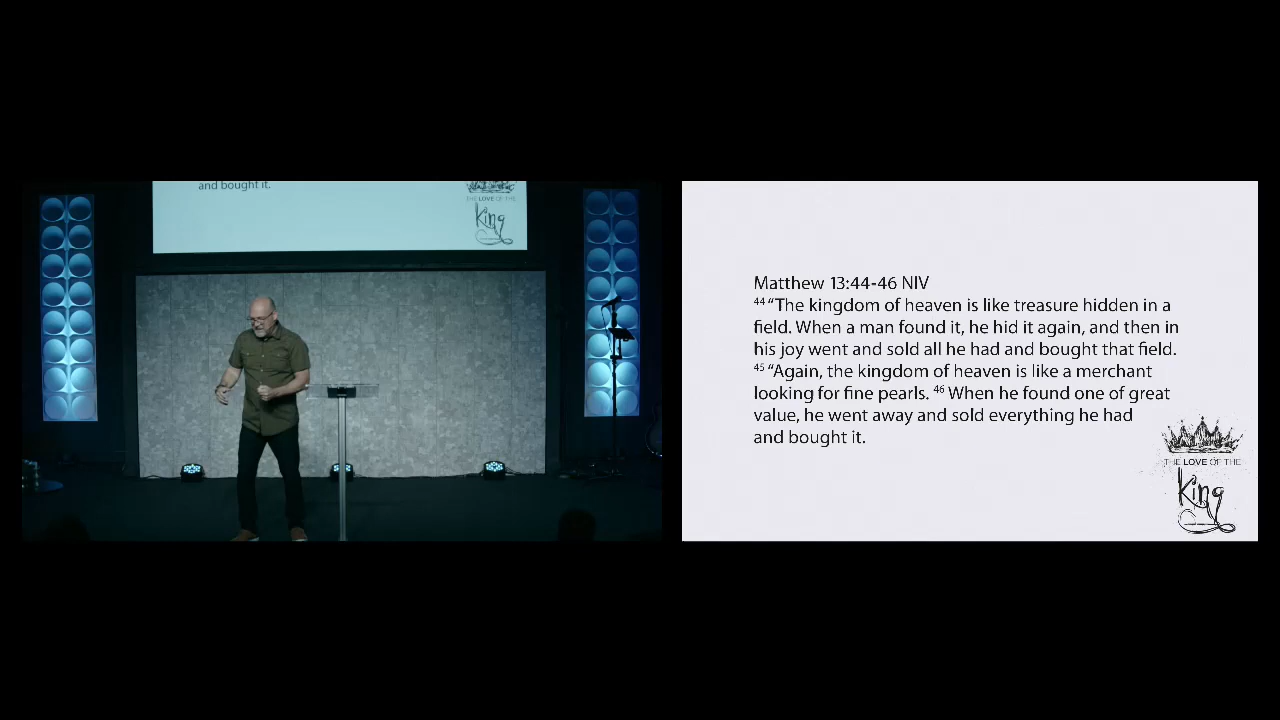 and bought it.
THE LOVE OF THE
King
Matthew 13:44-46 NIV
44 “The kingdom of heaven is like treasure hidden in a
field. When a man found it, he hid it again, and then in
his joy went and sold all he had and bought that field.
45 “Again, the kingdom of heaven is like a merchant
looking for fine pearls. 46 When he found one of great
value, he went away and sold everything he had
and bought it.
THE LOVE OF THE
King